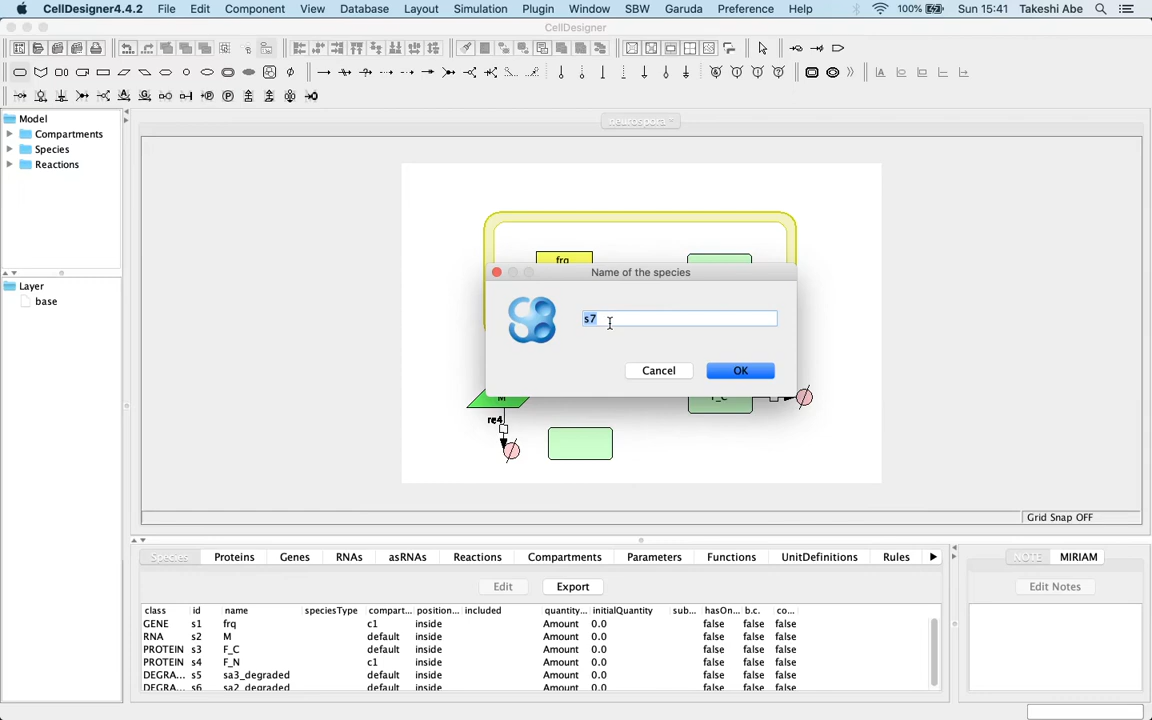 CellDesigner4.4.2 File Edit Component View Database Layout Simulation Plugin Window SBW Garuda Preference Help 100% Sun 15:41 Takeshi Abe
CellDesigner
neurospora *
Model
Compartments
Species
Reactions
Layer
base
frq
Name of the species
s7
Cancel OK
M
F_C
re4
Grid Snap OFF
Species Proteins Genes RNAs asRNAs Reactions Compartments Parameters Functions UnitDefinitions Rules
NOTE MIRIAM
Edit Export
Edit Notes
class id name speciesType compart... position... included quantity... initialQuantity sub... hasOn... b.c. co...
GENE s1 frq c1 inside Amount 0.0 false false false
RNA s2 M default inside Amount 0.0 false false false
PROTEIN s3 F_C default inside Amount 0.0 false false false
PROTEIN s4 F_N c1 inside Amount 0.0 false false false
DEGRA... s5 sa3_degraded default inside Amount 0.0 false false false
DEGRA... s6 sa2_degraded default inside Amount 0.0 false false false